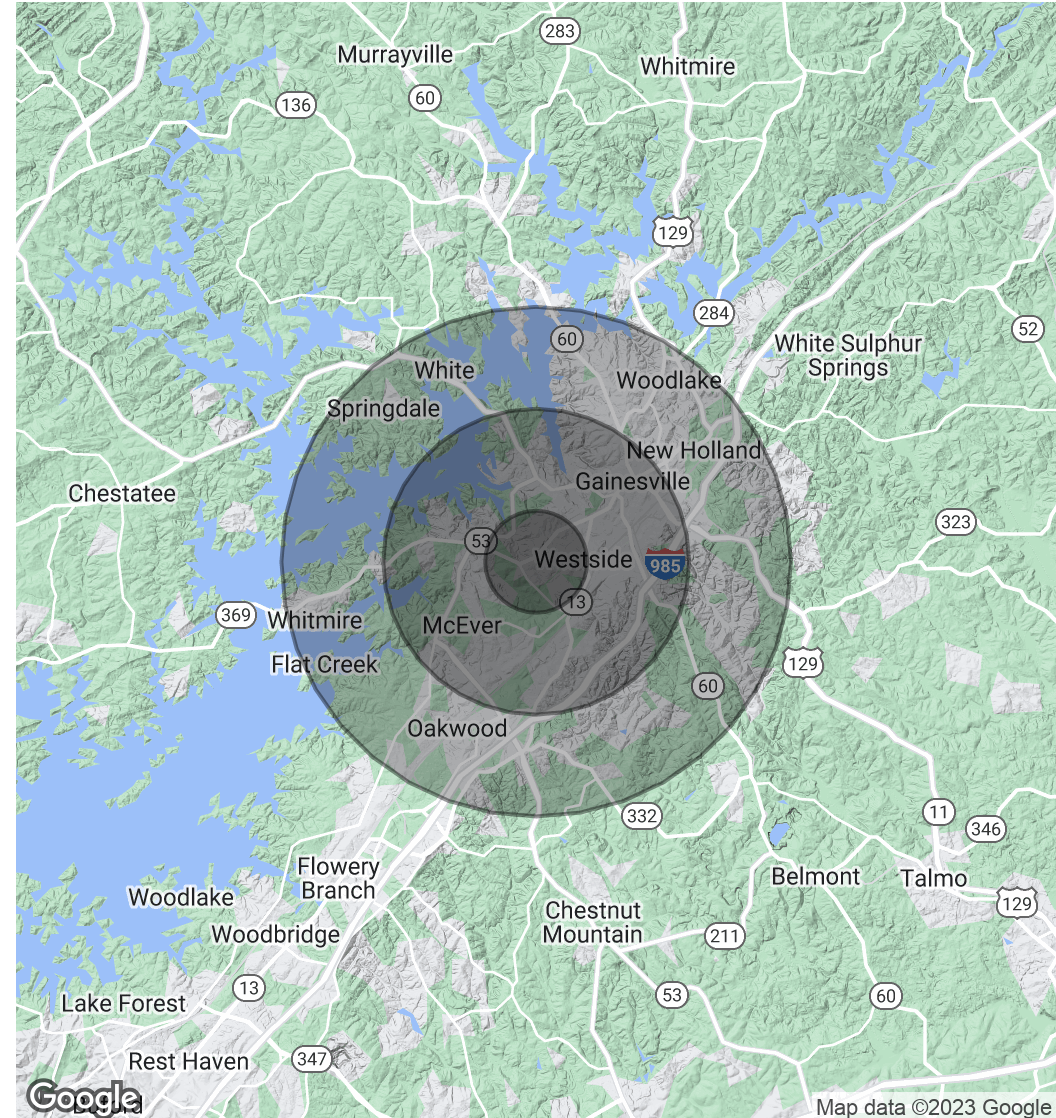 283
Murrayville
Whitmire
60
136
129
284
52
60
White Sulphur
Springs
White
Woodlake
Springdale
New Holland
Gainesville
Chestatee
323
53
Westside
985
13
369
Whitmire
McEver
Flat Creek
129
60
Oakwood
332
11
346
Flowery
Branch
Belmont
Talmo
Woodlake
129
Chestnut
Mountain
Woodbridge
211
13
53
60
Lake Forest
347
Rest Haven
Google
Buford
Map data ©2023 Google